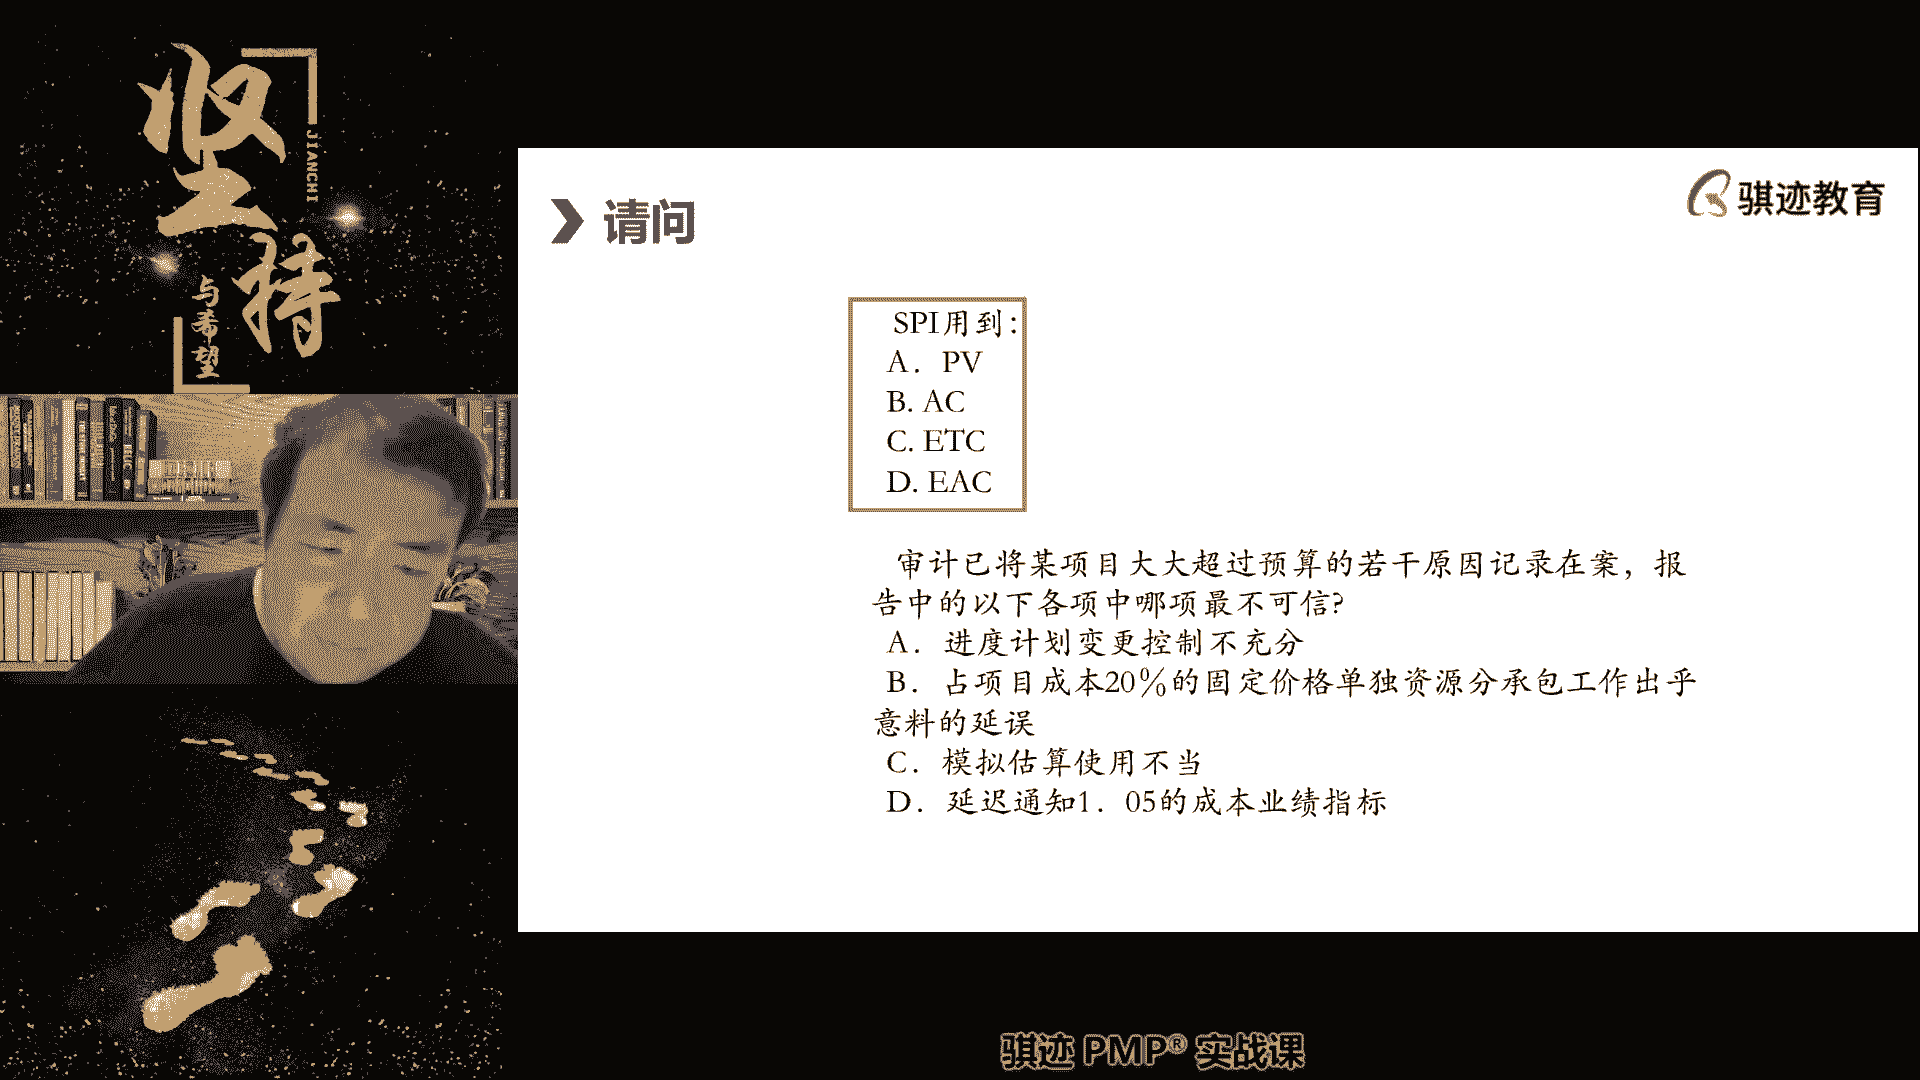 坚持
JIANCHI
与希望
骐迹教育
请问
SPI用到：
A．PV
B. AC
C. ETC
D. EAC
审计已将某项目大大超过预算的若干原因记录在案，报
告中的以下各项中哪项最不可信?
A．进度计划变更控制不充分
B．占项目成本20％的固定价格单独资源分承包工作出乎
意料的延误
C．模拟估算使用不当
D．延迟通知1．05的成本业绩指标
骐迹 PMP® 实战课